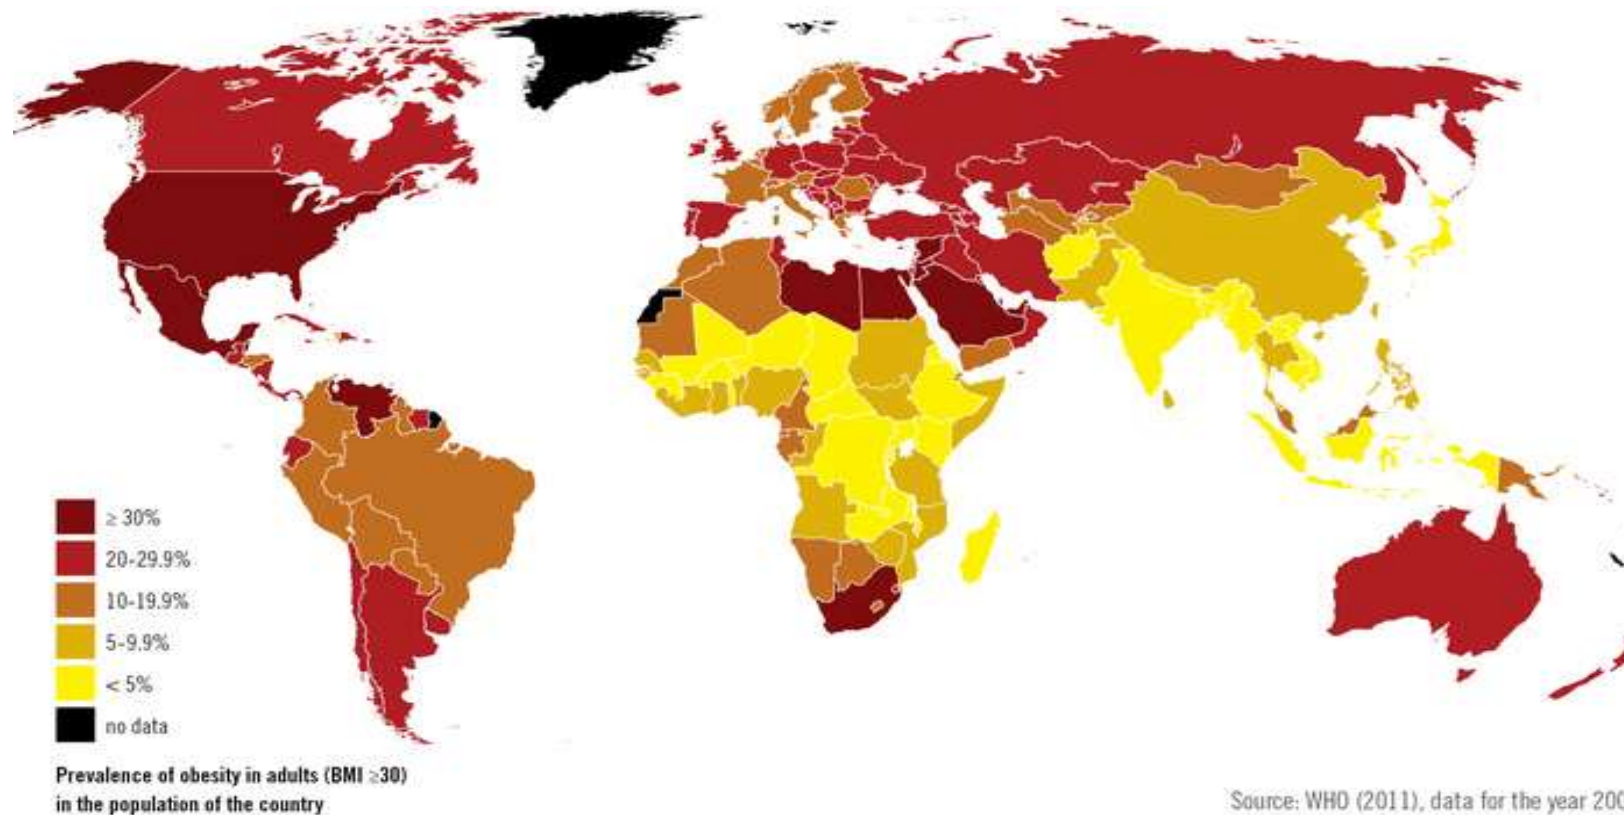 ≥ 30%
20-29.9%
10-19.9%
5-9.9%
< 5%
no data
Prevalence of obesity in adults (BMI ≥30)
in the population of the country
Source: WHO (2011), data for the year 200